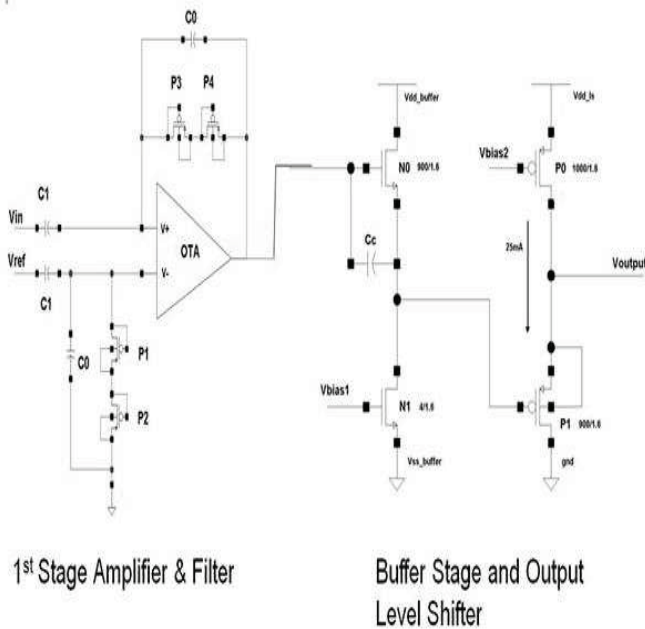 C0
P3 P4
C1
Vin
V+
OTA
Vref
V-
C1
C0
P1
P2
Vdd_buffer
Vdd_ls
N0 900/1.6
Vbias2
P0 1000/1.6
Cc
25mA
Voutput
Vbias1
N1 4/1.6
P1 900/1.6
Vss_buffer
gnd
1st Stage Amplifier & Filter
Buffer Stage and Output
Level Shifter